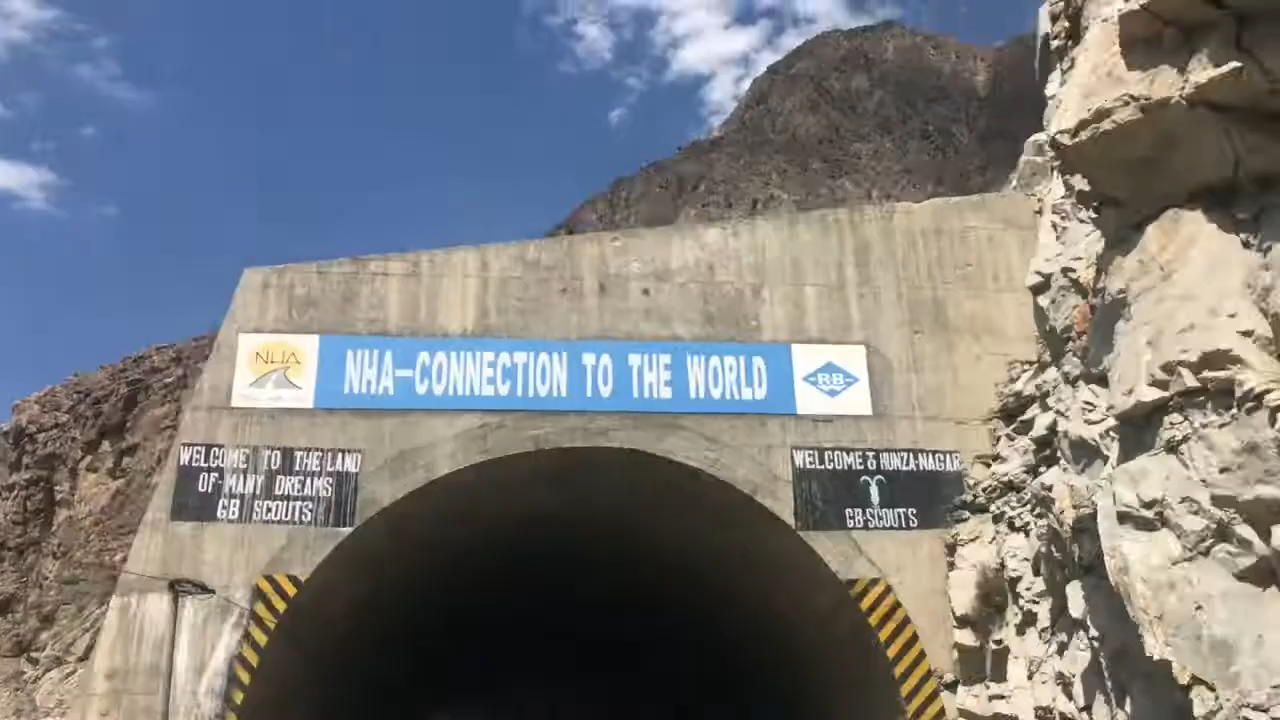 NHA
NHA-CONNECTION TO THE WORLD
RB
WELCOME TO THE LAND
OF-MANY DREAMS
GB SCOUTS
WELCOME TO HUNZA-NAGAR
GB-SCOUTS